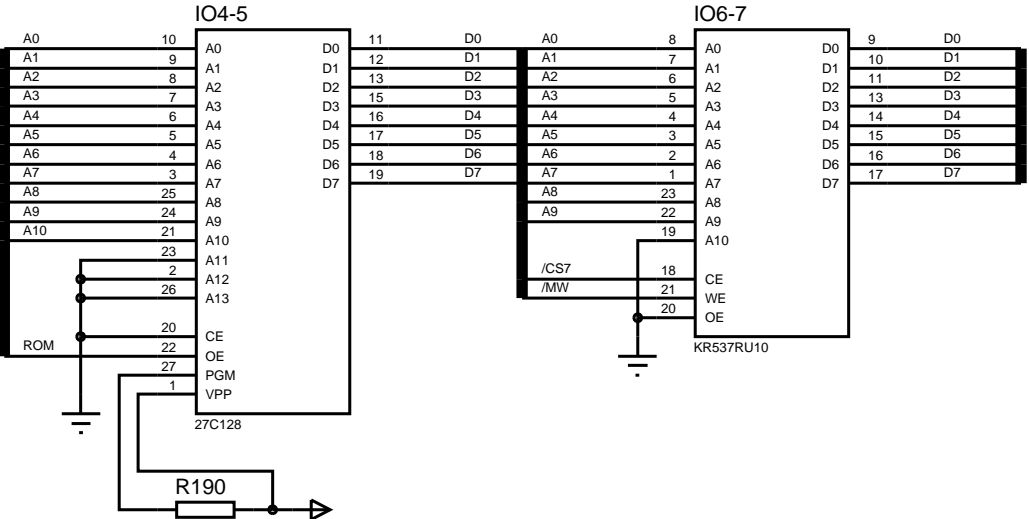 IO4-5 IO6-7
A0 10 A0 D0 11 D0 A0 8 A0 D0 9 D0
A1 9 A1 D1 12 D1 A1 7 A1 D1 10 D1
A2 8 A2 D2 13 D2 A2 6 A2 D2 11 D2
A3 7 A3 D3 15 D3 A3 5 A3 D3 13 D3
A4 6 A4 D4 16 D4 A4 4 A4 D4 14 D4
A5 5 A5 D5 17 D5 A5 3 A5 D5 15 D5
A6 4 A6 D6 18 D6 A6 2 A6 D6 16 D6
A7 3 A7 D7 19 D7 A7 1 A7 D7 17 D7
A8 25 A8 A8 23 A8
A9 24 A9 A9 22 A9
A10 21 A10 19 A10
23 A11
2 A12 /CS7 18 CE
26 A13 /MW 21 WE
20 OE
20 CE
ROM 22 OE KR537RU10
27 PGM
1 VPP
27C128
R190